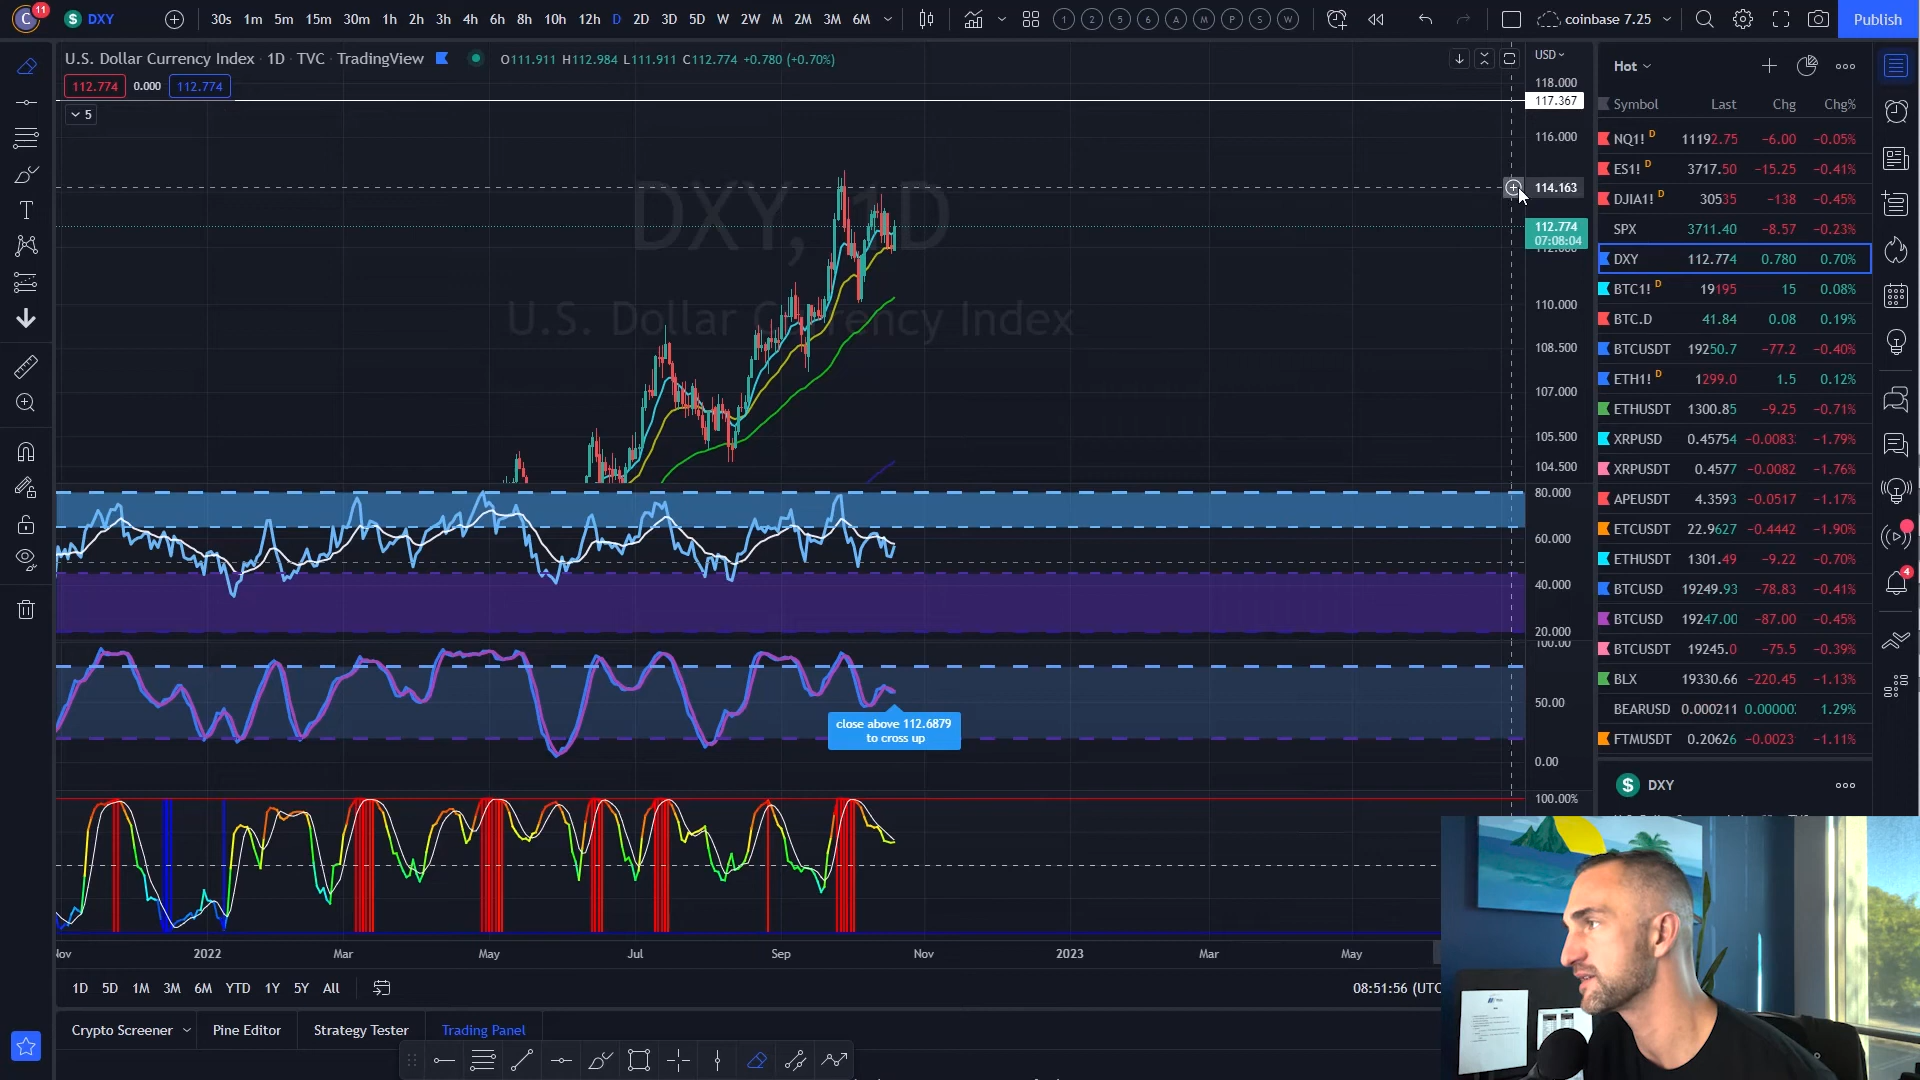 C 11 DXY 30s 1m 5m 15m 30m 1h 2h 3h 4h 6h 8h 10h 12h D 2D 3D 5D W 2W M 2M 3M 6M 1 2 5 6 A M P S W coinbase 7.25 Publish
U.S. Dollar Currency Index · 1D · TVC · TradingView O111.911 H112.984 L111.911 C112.774 +0.780 (+0.70%)
112.774 0.000 112.774
5
DXY, 1D
U.S. Dollar Currency Index
USD
118.000
117.367
116.000
114.163
112.774
07:08:04
110.000
108.500
107.000
105.500
104.500
80.000
60.000
40.000
20.000
100.00
50.00
0.00
100.00%
close above 112.6879
to cross up
Nov 2022 Mar May Jul Sep Nov 2023 Mar May
1D 5D 1M 3M 6M YTD 1Y 5Y All 08:51:56 (UTC
Crypto Screener Pine Editor Strategy Tester Trading Panel
Hot
Symbol Last Chg Chg%
NQ1! D 11192.75 −6.00 −0.05%
ES1! D 3717.50 −15.25 −0.41%
DJIA1! D 30535 −138 −0.45%
SPX 3711.40 −8.57 −0.23%
DXY 112.774 0.780 0.70%
BTC1! D 19195 15 0.08%
BTC.D 41.84 0.08 0.19%
BTCUSDT 19250.7 −77.2 −0.40%
ETH1! D 1299.0 1.5 0.12%
ETHUSDT 1300.85 −9.25 −0.71%
XRPUSD 0.45754 −0.0083 −1.79%
XRPUSDT 0.4577 −0.0082 −1.76%
APEUSDT 4.3593 −0.0517 −1.17%
ETCUSDT 22.9627 −0.4442 −1.90%
ETHUSDT 1301.49 −9.22 −0.70%
BTCUSD 19249.93 −78.83 −0.41%
BTCUSD 19247.00 −87.00 −0.45%
BTCUSDT 19245.0 −75.5 −0.39%
BLX 19330.66 −220.45 −1.13%
BEARUSD 0.000211 0.00000 1.29%
FTMUSDT 0.20626 −0.0023 −1.11%
$ DXY
4